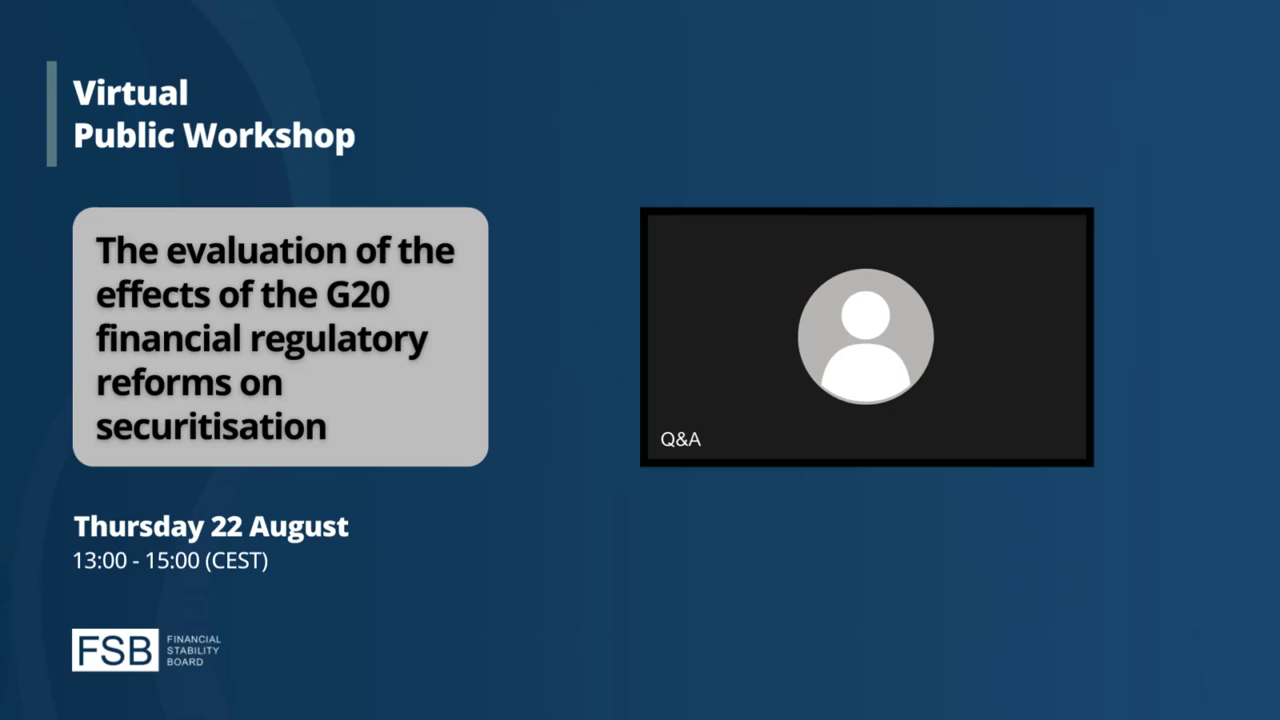 Virtual
Public Workshop
The evaluation of the
effects of the G20
financial regulatory
reforms on
securitisation
Q&A
Thursday 22 August
13:00 - 15:00 (CEST)
FSB
FINANCIAL
STABILITY
BOARD